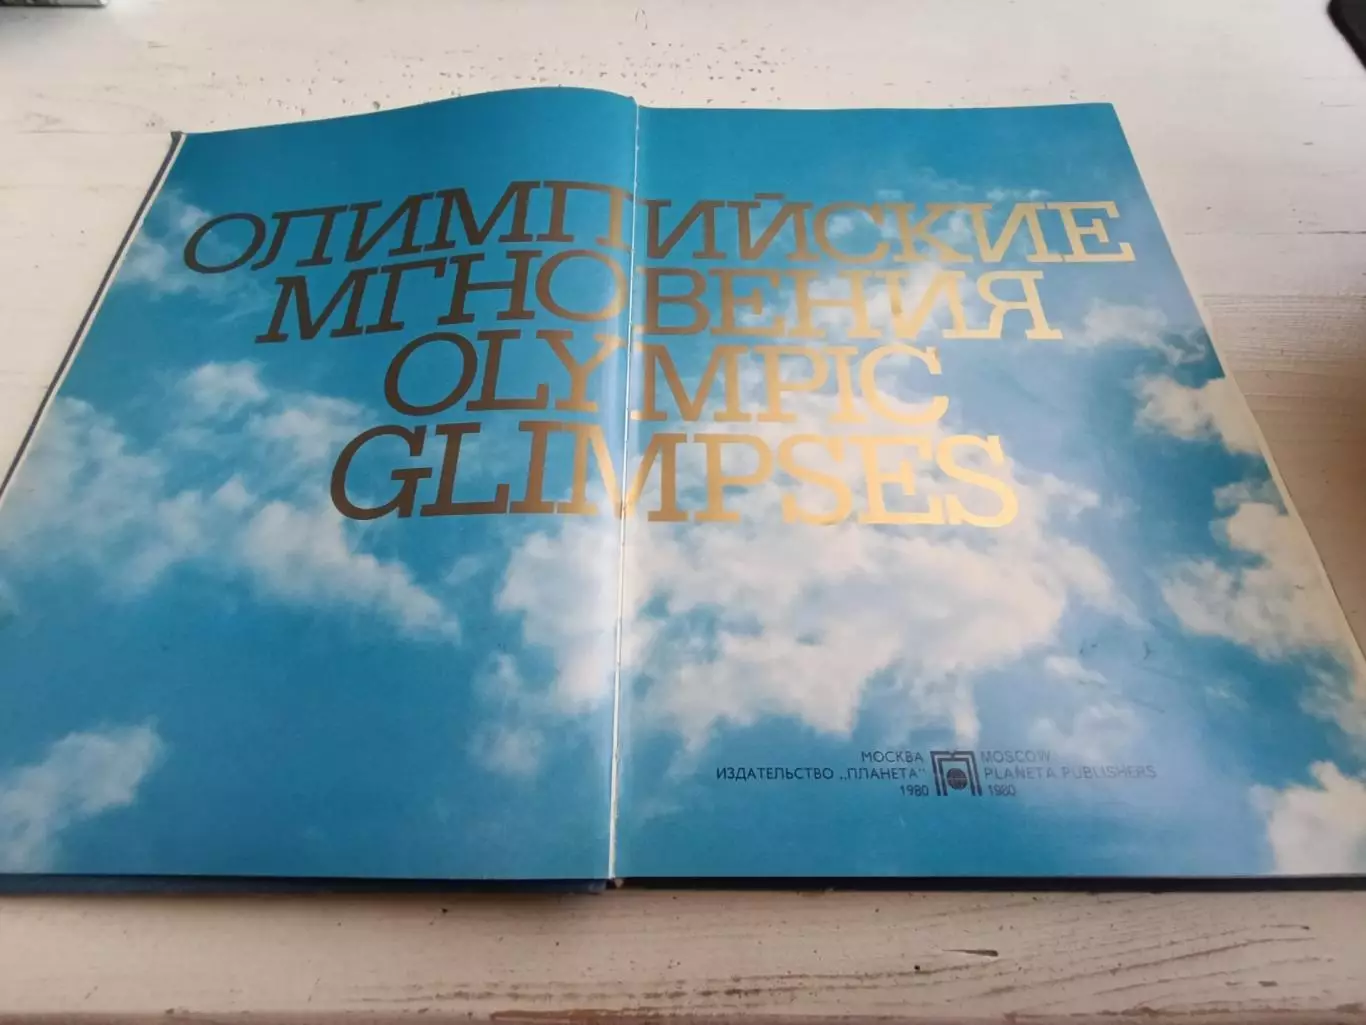 ОЛИМПИЙСКИЕ
МГНОВЕНИЯ
OLYMPIC
GLIMPSES
МОСКВА
ИЗДАТЕЛЬСТВО „ПЛАНЕТА"
1980
MOSCOW
PLANETA PUBLISHERS
1980